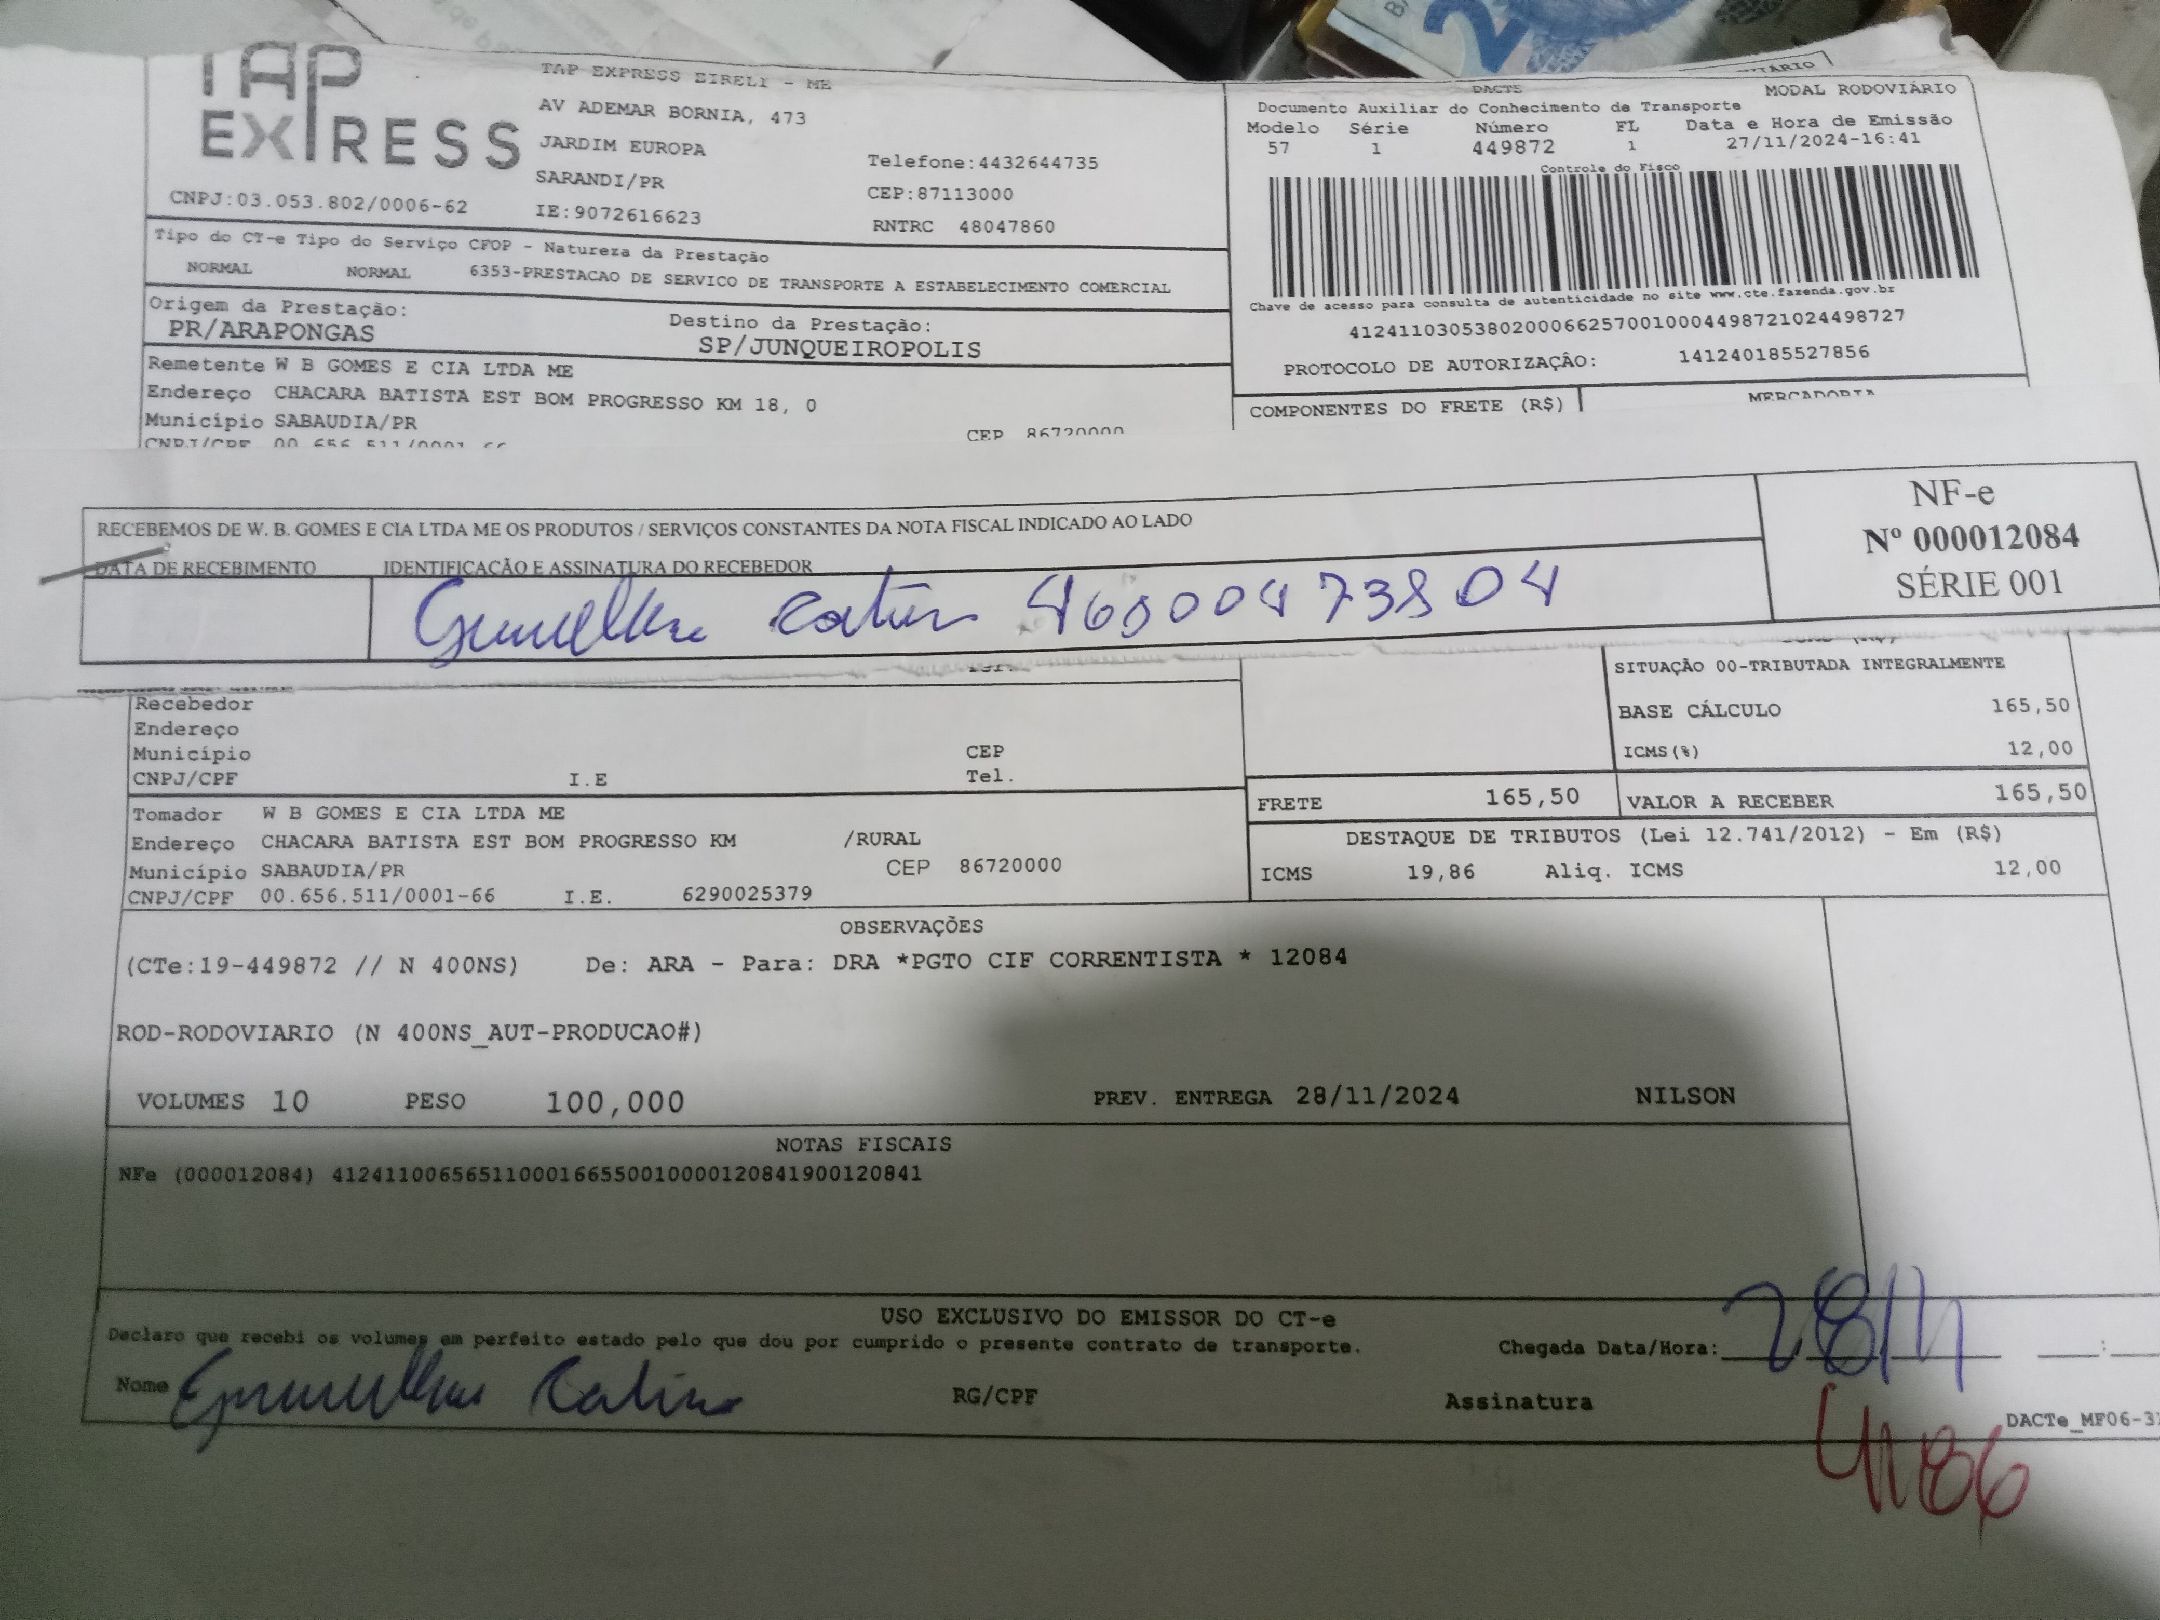 TAP
EXPRESS
TAP EXPRESS EIRELI - ME
AV ADEMAR BORNIA, 473
JARDIM EUROPA
SARANDI/PR
Telefone:4432644735
CEP:87113000
CNPJ:03.053.802/0006-62
IE:9072616623
RNTRC 48047860
DACTE
MODAL RODOVIÁRIO
Documento Auxiliar do Conhecimento de Transporte
Modelo Série Número FL Data e Hora de Emissão
57 1 449872 1 27/11/2024-16:41
Controle do Fisco
Chave de acesso para consulta de autenticidade no site www.cte.fazenda.gov.br
41241103053802000662570010004498721024498727
PROTOCOLO DE AUTORIZAÇÃO: 141240185527856
Tipo do CT-e Tipo do Serviço CFOP - Natureza da Prestação
NORMAL NORMAL 6353-PRESTACAO DE SERVICO DE TRANSPORTE A ESTABELECIMENTO COMERCIAL
Origem da Prestação: Destino da Prestação:
PR/ARAPONGAS SP/JUNQUEIROPOLIS
Remetente W B GOMES E CIA LTDA ME
Endereço CHACARA BATISTA EST BOM PROGRESSO KM 18, 0
Município SABAUDIA/PR CEP 86720000
CNPJ/CPF 00.656.511/0001-66
COMPONENTES DO FRETE (R$) MERCADORIA
RECEBEMOS DE W. B. GOMES E CIA LTDA ME OS PRODUTOS / SERVIÇOS CONSTANTES DA NOTA FISCAL INDICADO AO LADO
DATA DE RECEBIMENTO IDENTIFICAÇÃO E ASSINATURA DO RECEBEDOR
NF-e
Nº 000012084
SÉRIE 001
SITUAÇÃO 00-TRIBUTADA INTEGRALMENTE
BASE CÁLCULO 165,50
ICMS(%) 12,00
Recebedor
Endereço
Município CEP
CNPJ/CPF I.E Tel.
FRETE 165,50 VALOR A RECEBER 165,50
Tomador W B GOMES E CIA LTDA ME
Endereço CHACARA BATISTA EST BOM PROGRESSO KM /RURAL
Município SABAUDIA/PR CEP 86720000
CNPJ/CPF 00.656.511/0001-66 I.E. 6290025379
DESTAQUE DE TRIBUTOS (Lei 12.741/2012) - Em (R$)
ICMS 19,86 Aliq. ICMS 12,00
OBSERVAÇÕES
(CTe:19-449872 // N 400NS) De: ARA - Para: DRA *PGTO CIF CORRENTISTA * 12084
ROD-RODOVIARIO (N 400NS_AUT-PRODUCAO#)
VOLUMES 10 PESO 100,000 PREV. ENTREGA 28/11/2024 NILSON
NOTAS FISCAIS
NFe (000012084) 41241100656511000166550010000120841900120841
USO EXCLUSIVO DO EMISSOR DO CT-e
Declaro que recebi os volumes em perfeito estado pelo que dou por cumprido o presente contrato de transporte.
Chegada Data/Hora: 28/11
Nome RG/CPF Assinatura